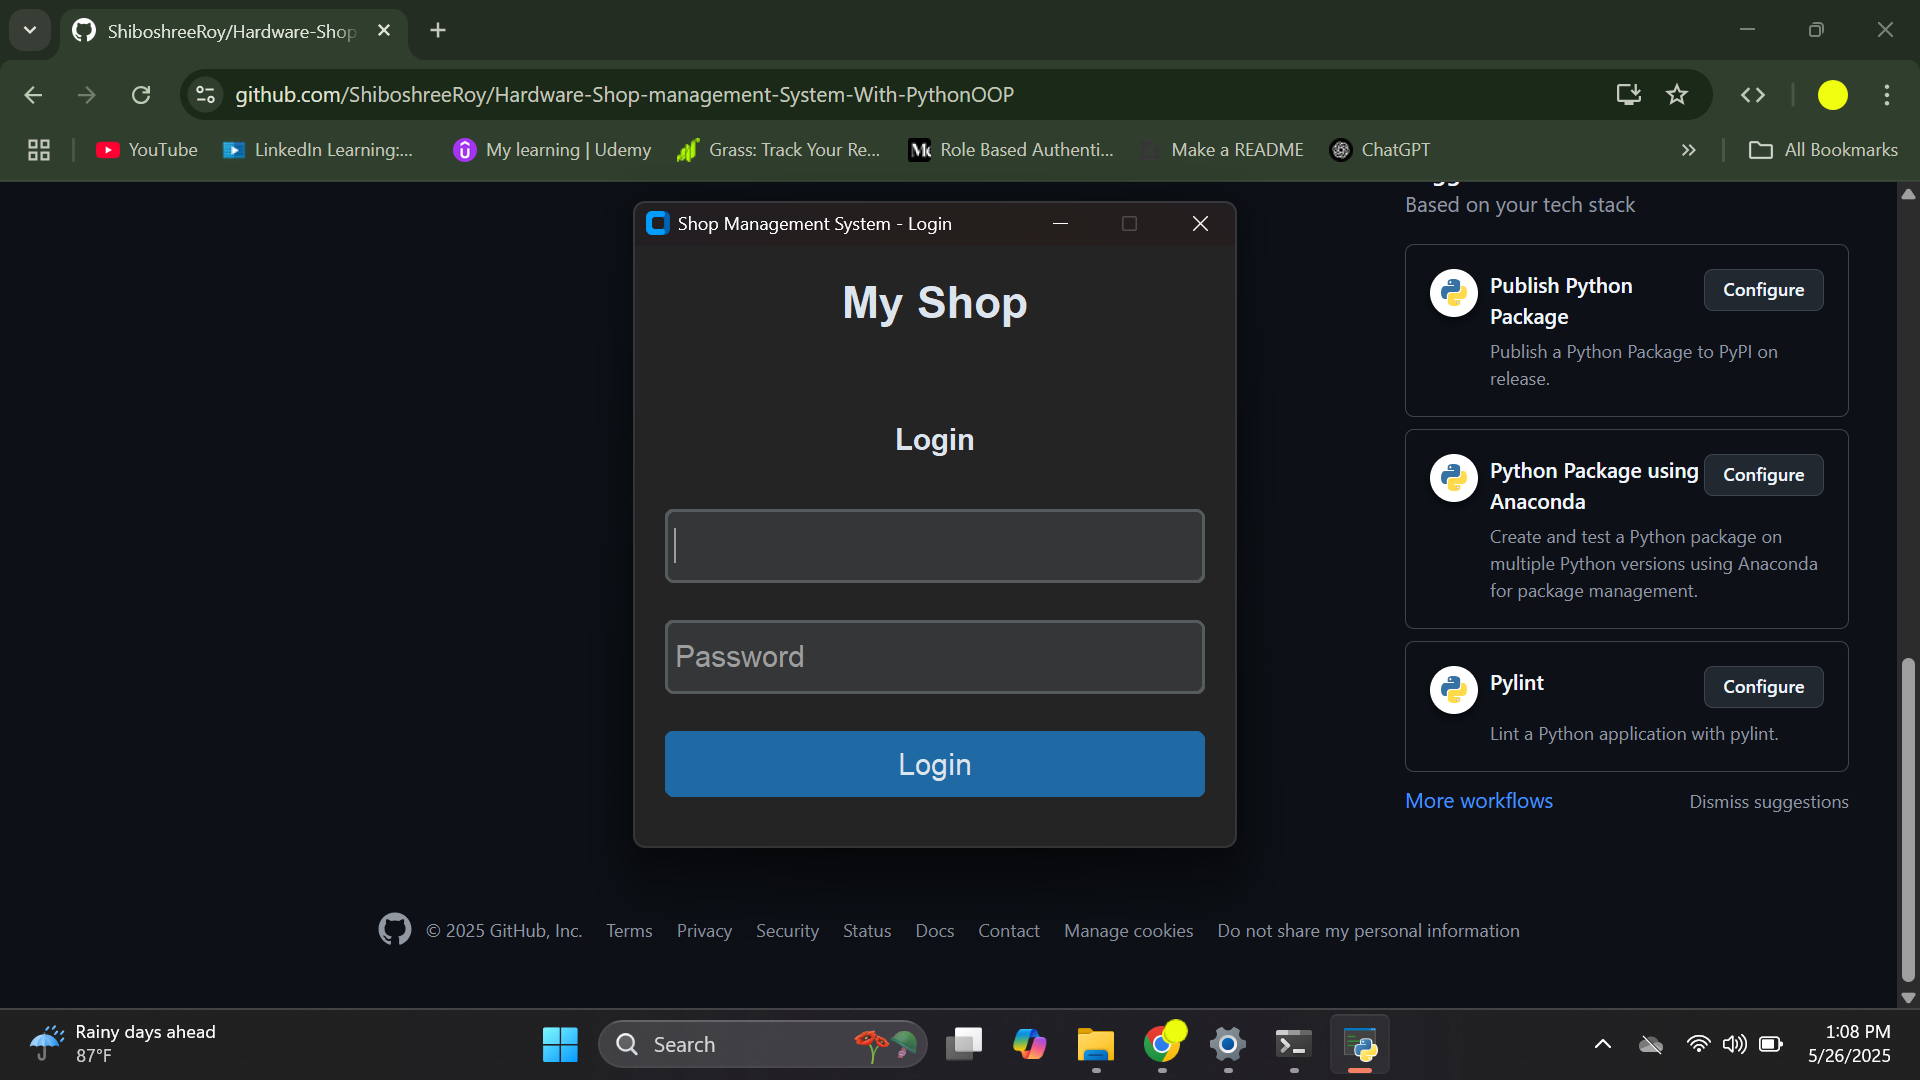 ShiboshreeRoy/Hardware-Shop
github.com/ShiboshreeRoy/Hardware-Shop-management-System-With-PythonOOP
YouTube
LinkedIn Learning:...
My learning | Udemy
Grass: Track Your Re...
Role Based Authenti...
Make a README
ChatGPT
All Bookmarks
Shop Management System - Login
My Shop
Login
Password
Login
Based on your tech stack
Publish Python
Package
Configure
Publish a Python Package to PyPI on
release.
Python Package using
Anaconda
Configure
Create and test a Python package on
multiple Python versions using Anaconda
for package management.
Pylint
Configure
Lint a Python application with pylint.
More workflows
Dismiss suggestions
© 2025 GitHub, Inc.
Terms
Privacy
Security
Status
Docs
Contact
Manage cookies
Do not share my personal information
Rainy days ahead
87°F
Search
1:08 PM
5/26/2025